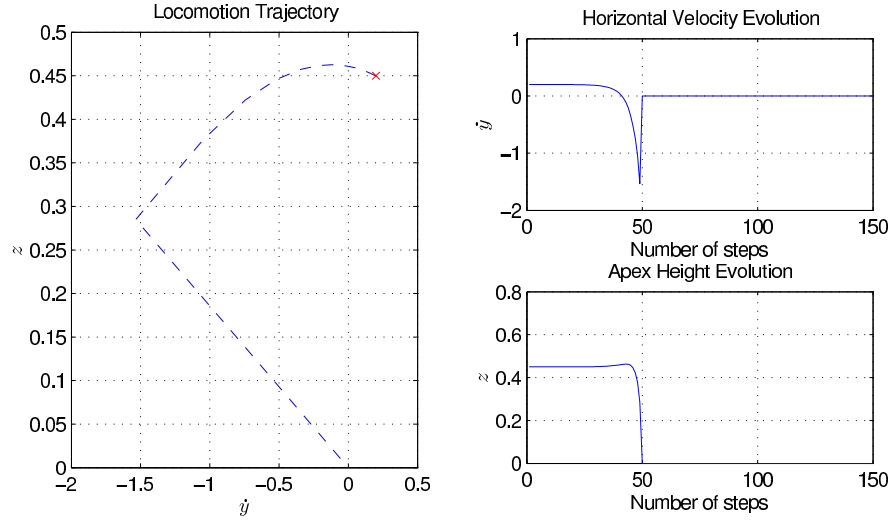 Locomotion Trajectory
0.5
0.45
0.4
0.35
0.3
0.25
0.2
0.15
0.1
0.05
0
z
−2 −1.5 −1 −0.5 0 0.5
ẏ
Horizontal Velocity Evolution
1
0
−1
−2
ẏ
0 50 100 150
Number of steps
Apex Height Evolution
0.8
0.6
0.4
0.2
0
z
0 50 100 150
Number of steps